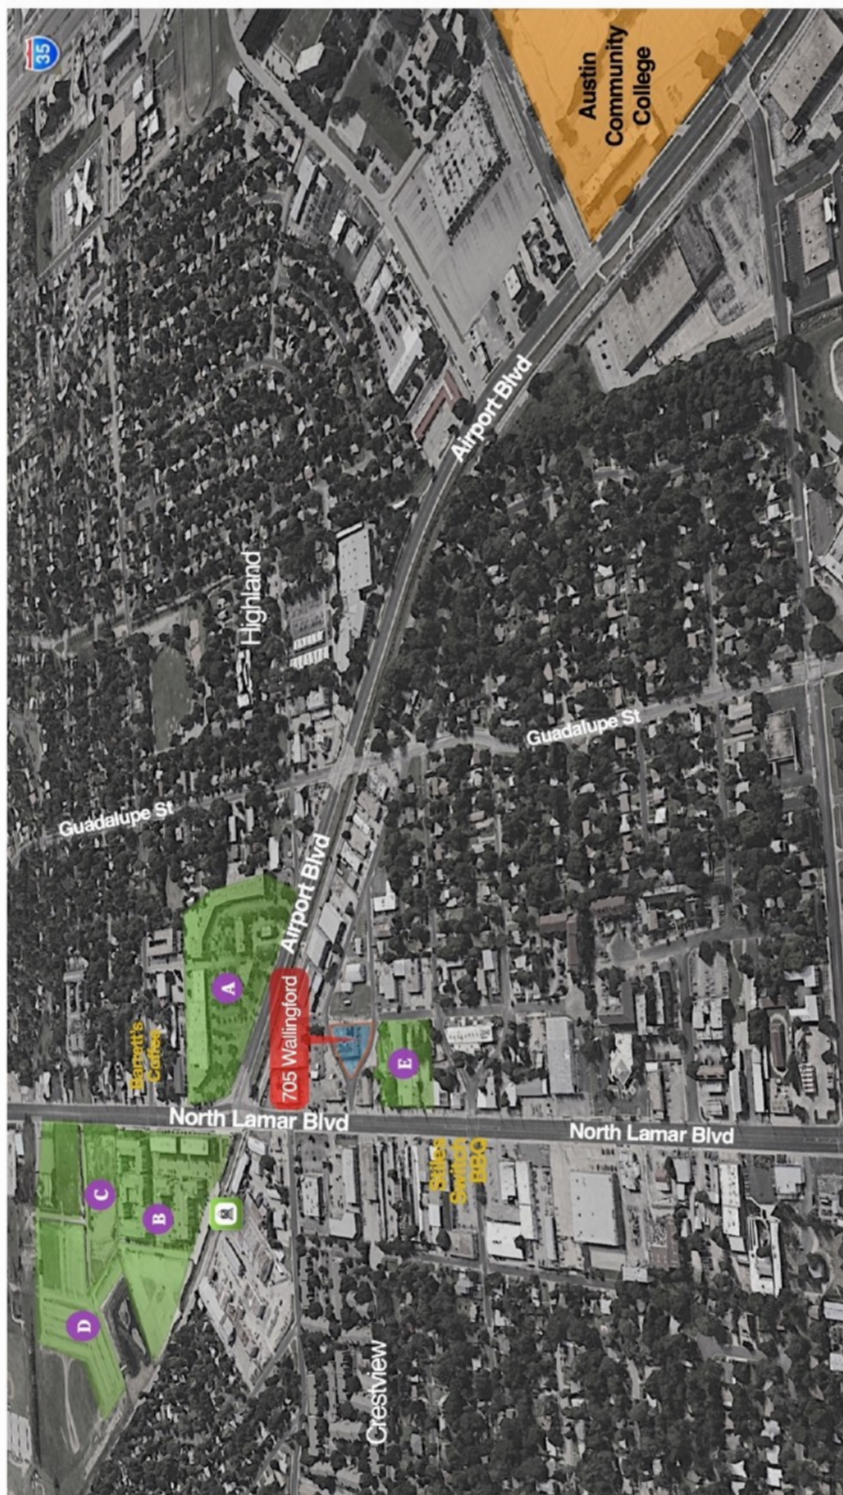 35
D
C
Barrett's
Coffee
Guadalupe St
B
A
Highland
North Lamar Blvd
705 Wallingford
Airport Blvd
Crestview
E
Stiles
Switch
BBQ
Airport Blvd
Guadalupe St
Austin
Community
College
North Lamar Blvd